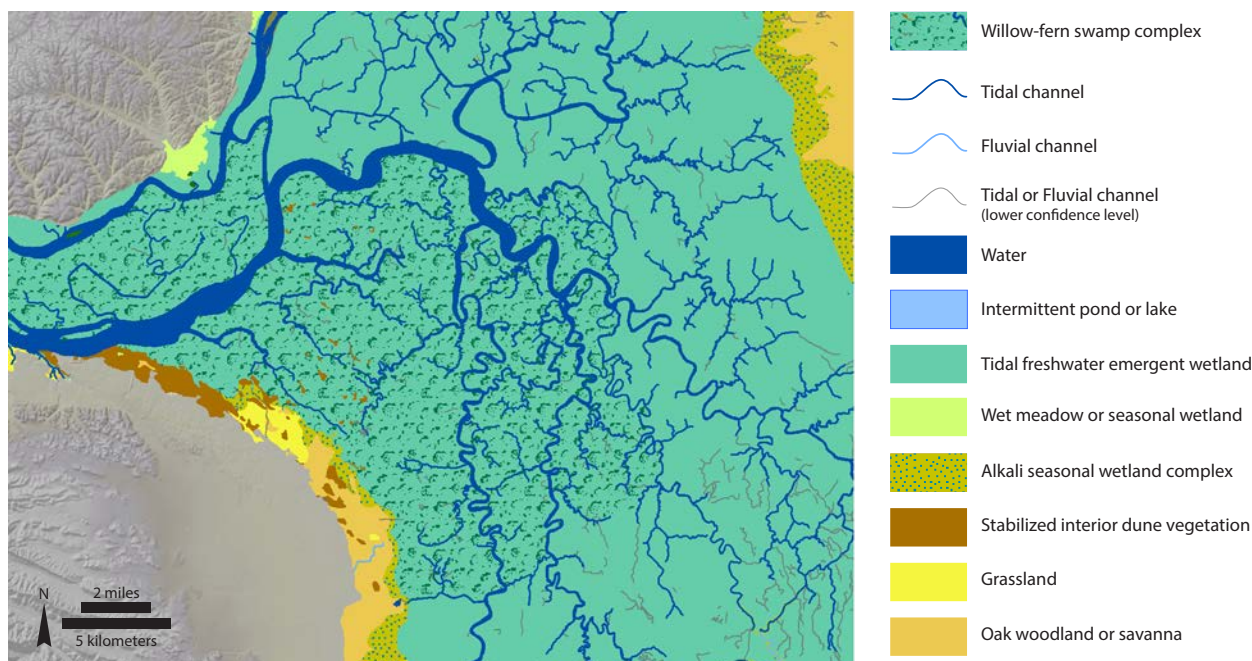 Willow-fern swamp complex
Tidal channel
Fluvial channel
Tidal or Fluvial channel
(lower confidence level)
Water
Intermittent pond or lake
Tidal freshwater emergent wetland
Wet meadow or seasonal wetland
Alkali seasonal wetland complex
Stabilized interior dune vegetation
Grassland
Oak woodland or savanna
N
2 miles
5 kilometers